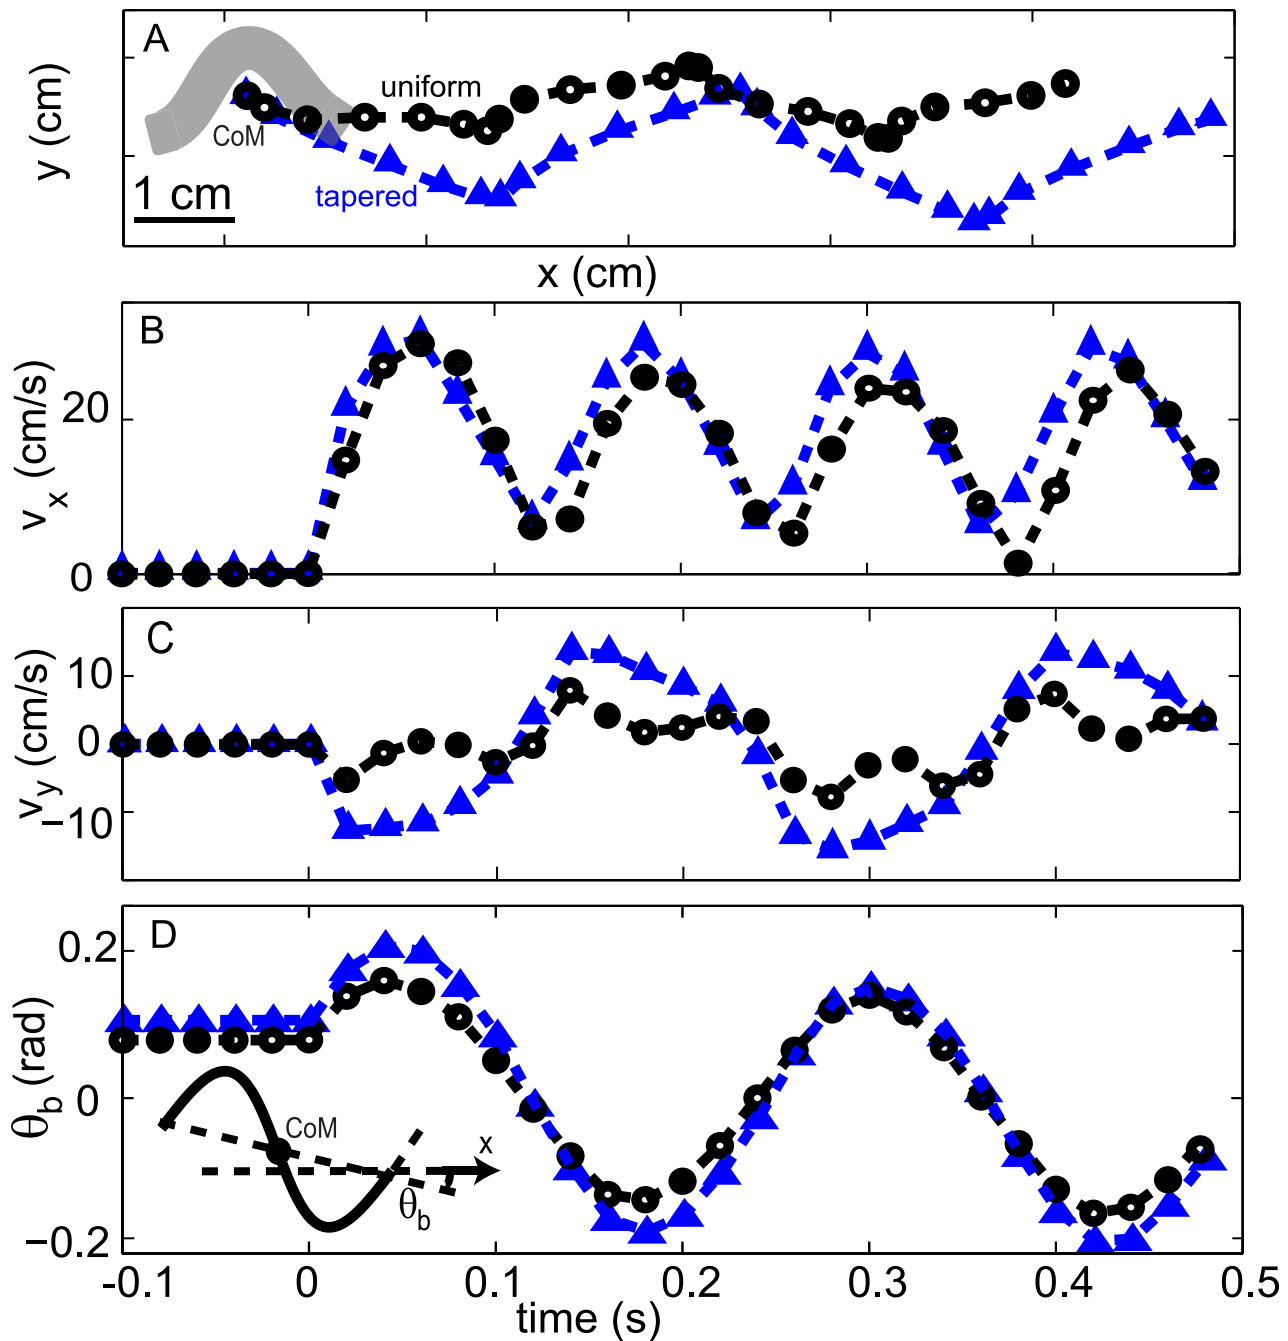 A
uniform
CoM
tapered
1 cm
y (cm)
x (cm)
B
20
0
v_x (cm/s)
C
10
0
−10
v_y (cm/s)
D
0.2
0
−0.2
θ_b (rad)
CoM
x
θ_b
-0.1 0 0.1 0.2 0.3 0.4 0.5
time (s)